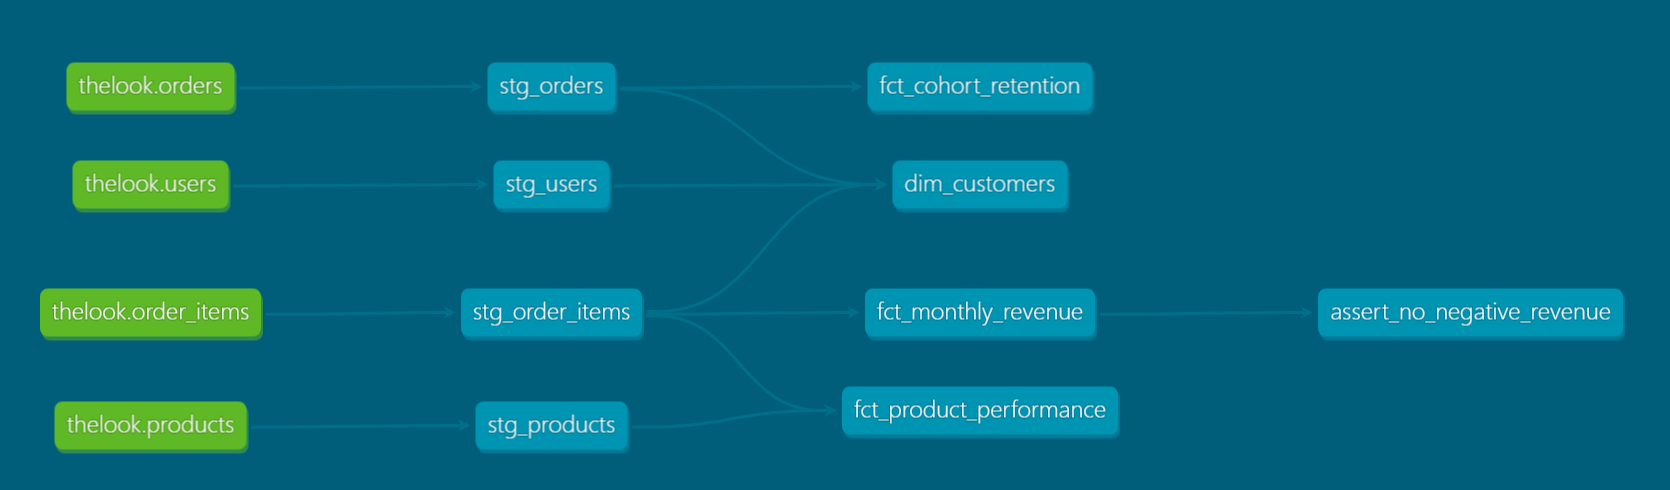 thelook.orders
stg_orders
fct_cohort_retention
thelook.users
stg_users
dim_customers
thelook.order_items
stg_order_items
fct_monthly_revenue
assert_no_negative_revenue
fct_product_performance
thelook.products
stg_products